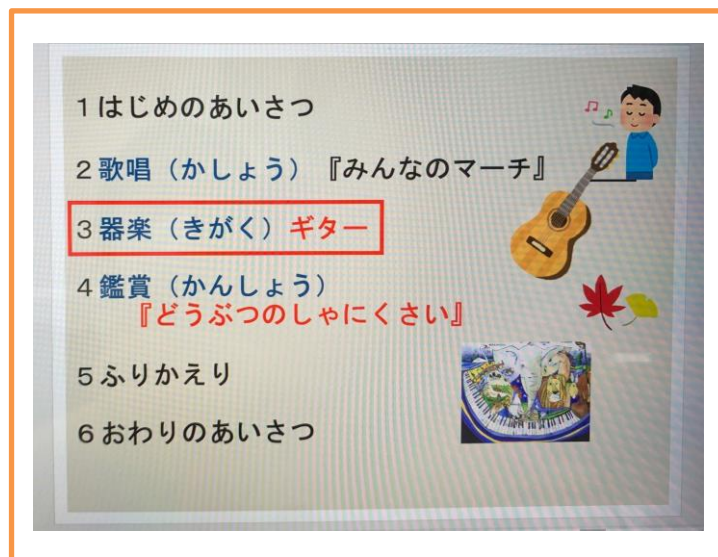 1はじめのあいさつ
2歌唱（かしょう）『みんなのマーチ』
3器楽（きがく）ギター
4鑑賞（かんしょう）
『どうぶつのしゃにくさい』
5ふりかえり
6おわりのあいさつ